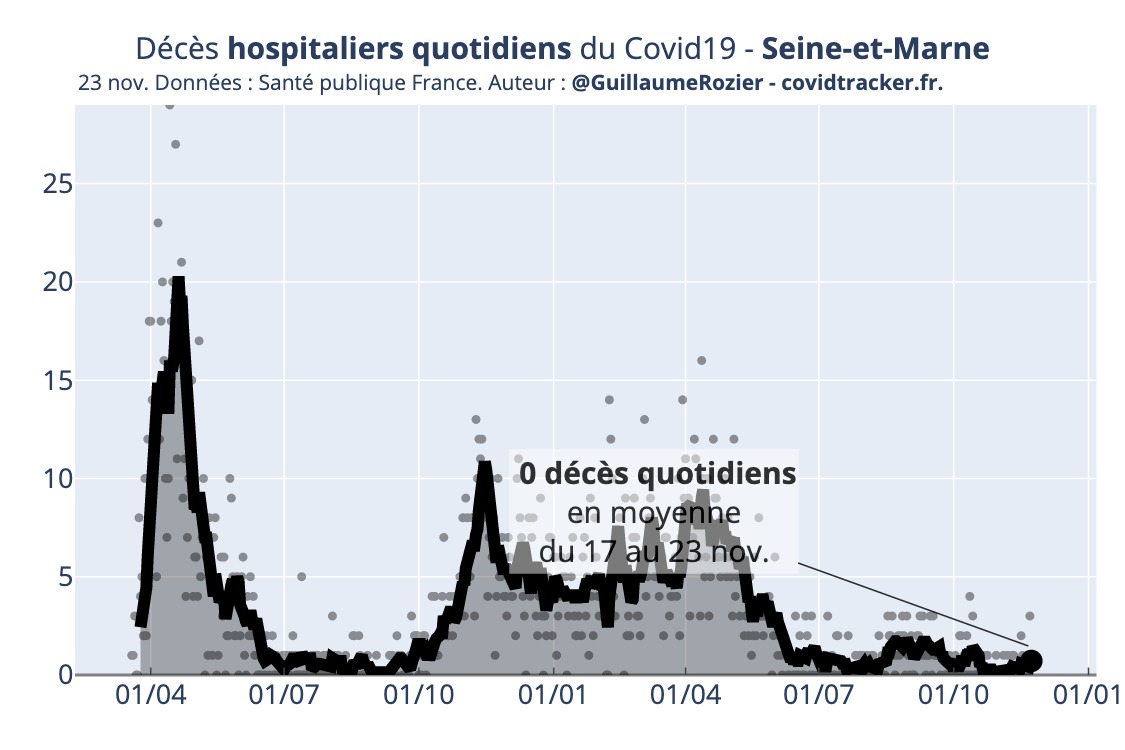 Décès hospitaliers quotidiens du Covid19 - Seine-et-Marne
23 nov. Données : Santé publique France. Auteur : @GuillaumeRozier - covidtracker.fr.
25
20
15
10
5
0
0 décès quotidiens
en moyenne
du 17 au 23 nov.
01/04 01/07 01/10 01/01 01/04 01/07 01/10 01/01